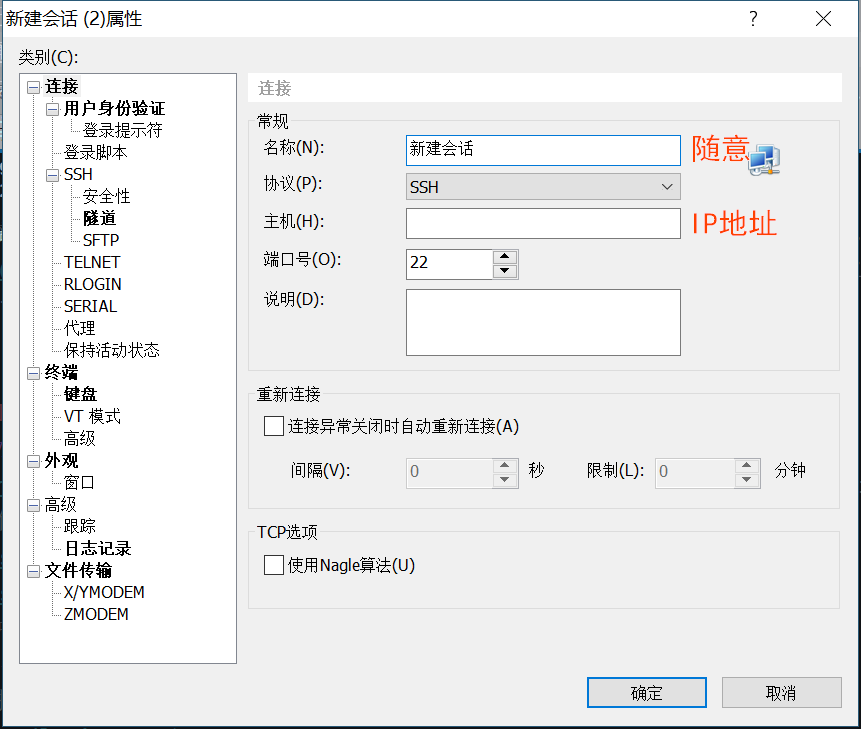 新建会话 (2)属性
类别(C):
连接
用户身份验证
登录提示符
登录脚本
SSH
安全性
隧道
SFTP
TELNET
RLOGIN
SERIAL
代理
保持活动状态
终端
键盘
VT 模式
高级
外观
窗口
高级
跟踪
日志记录
文件传输
X/YMODEM
ZMODEM
连接
常规
名称(N): 新建会话 随意
协议(P): SSH
主机(H): IP地址
端口号(O): 22
说明(D):
重新连接
连接异常关闭时自动重新连接(A)
间隔(V): 0 秒 限制(L): 0 分钟
TCP选项
使用Nagle算法(U)
确定 取消